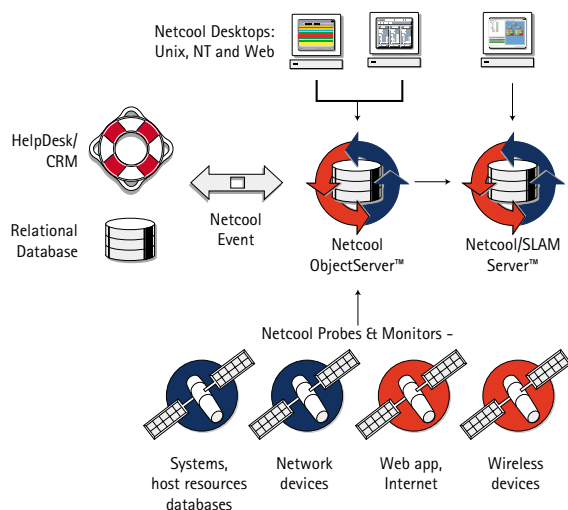 Netcool Desktops:
Unix, NT and Web
HelpDesk/
CRM
Relational
Database
Netcool
Event
Netcool
ObjectServer™
Netcool/SLAM
Server™
Netcool Probes & Monitors -
Systems,
host resources
databases
Network
devices
Web app,
Internet
Wireless
devices